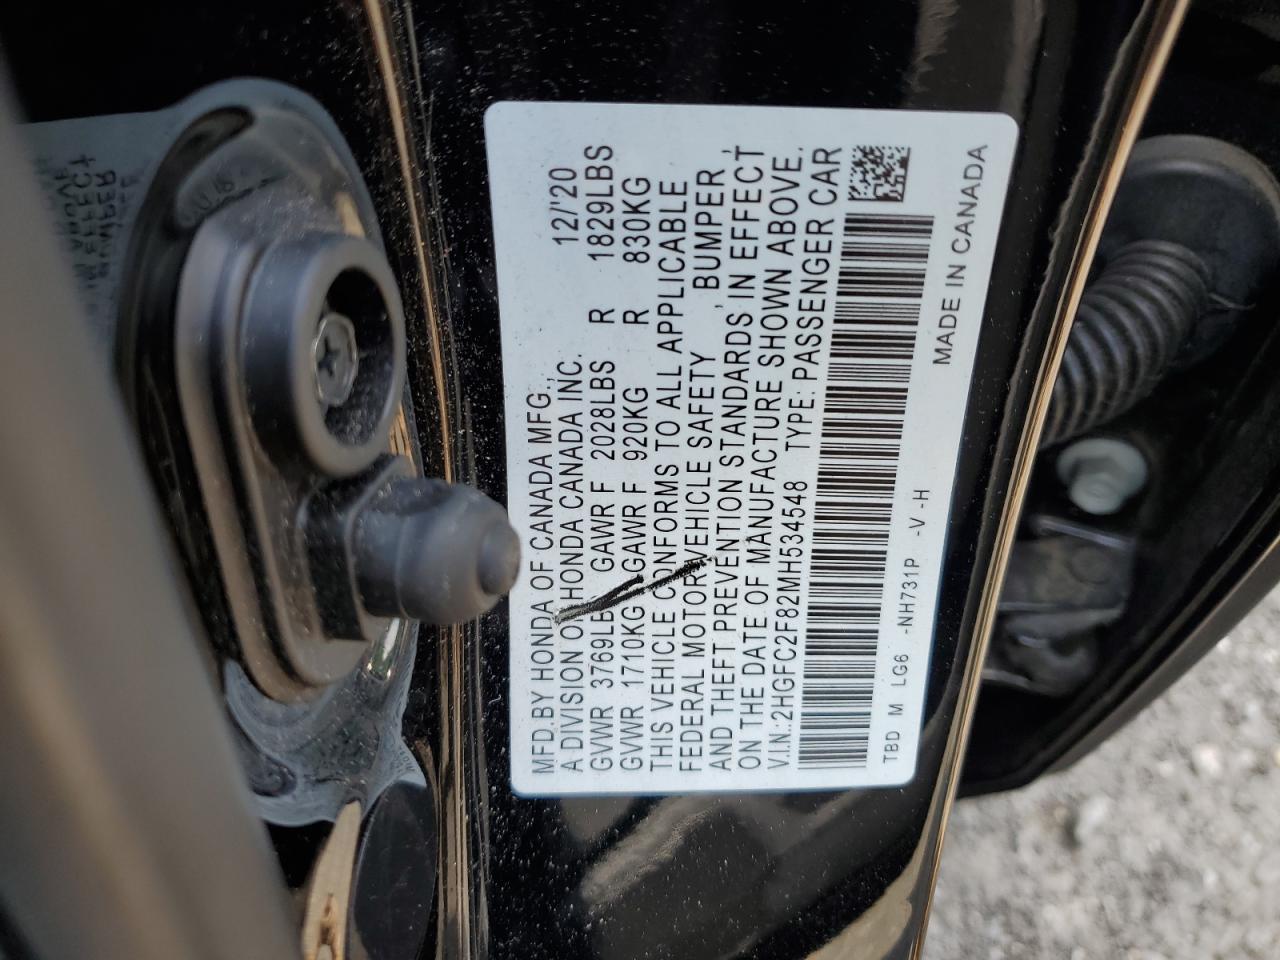 MFD.BY HONDA OF CANADA MFG.,
A DIVISION OF HONDA CANADA INC. 12/'20
GVWR 3769LBS GAWR F 2028LBS R 1829LBS
GVWR 1710KG GAWR F 920KG R 830KG
THIS VEHICLE CONFORMS TO ALL APPLICABLE
FEDERAL MOTOR VEHICLE SAFETY , BUMPER ,
AND THEFT PREVENTION STANDARDS IN EFFECT
ON THE DATE OF MANUFACTURE SHOWN ABOVE.
V.I.N.:2HGFC2F82MH534548 TYPE: PASSENGER CAR
TBD M LG6 -NH731P -V -H
MADE IN CANADA